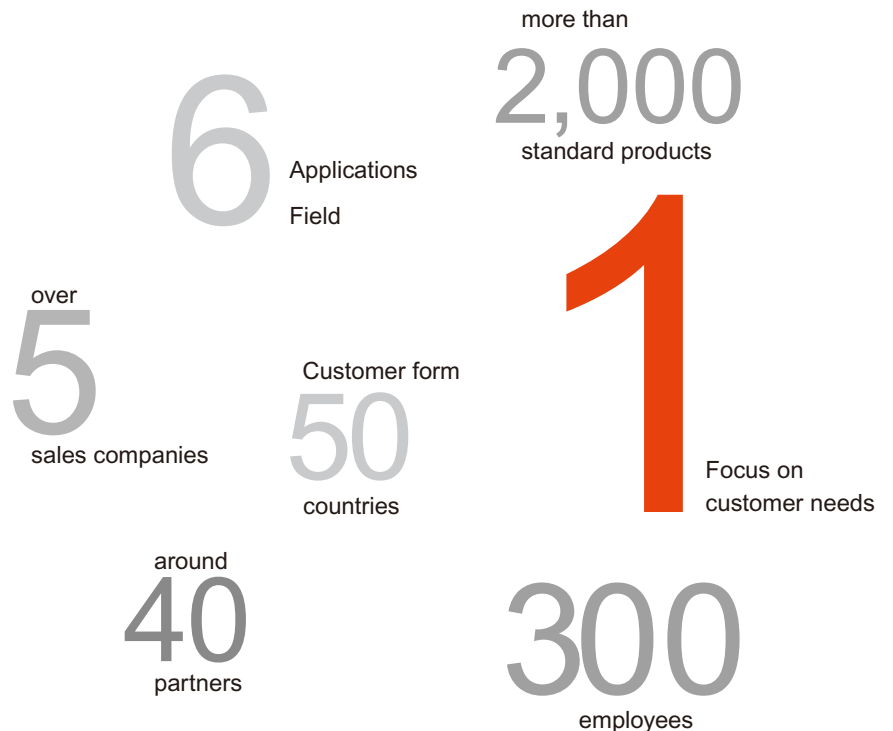 more than
2,000
standard products
6
Applications
Field
1
Focus on
customer needs
over
5
sales companies
Customer form
50
countries
around
40
partners
300
employees